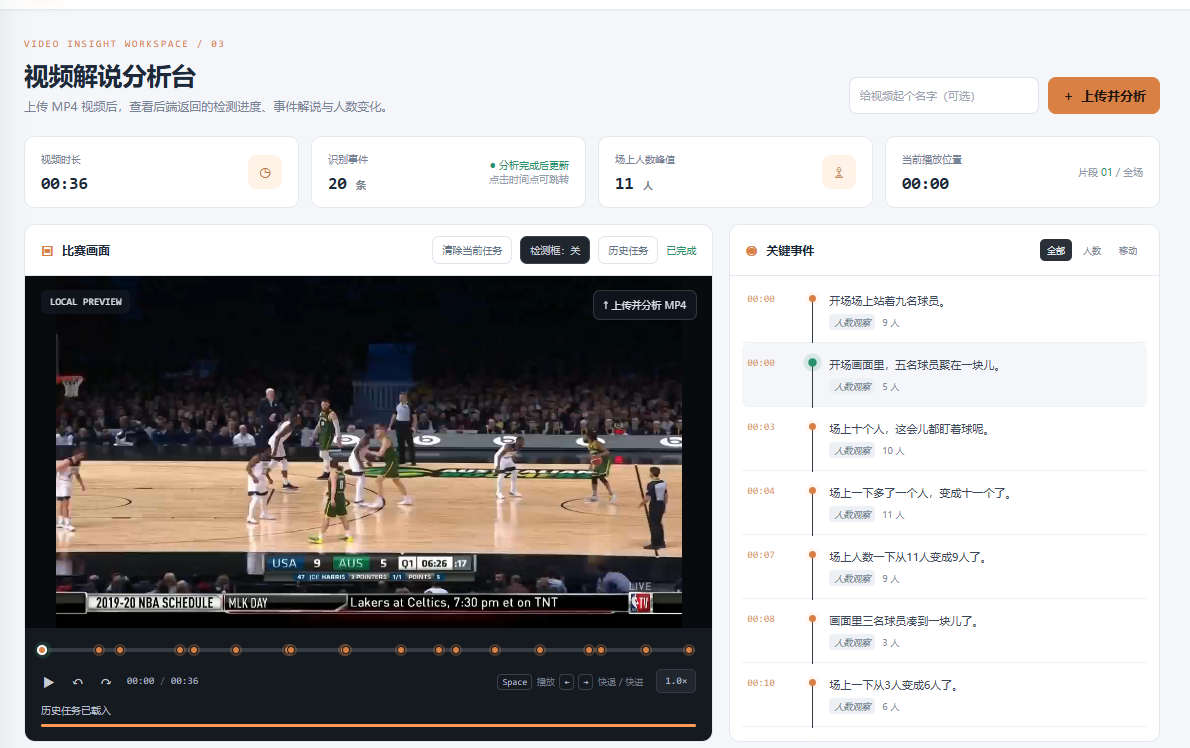 VIDEO INSIGHT WORKSPACE / 03
视频解说分析台
上传 MP4 视频后，查看后端返回的检测进度、事件解说与人数变化。
给视频起个名字（可选）
+ 上传并分析
视频时长
00:36
识别事件
20 条
● 分析完成后更新
点击时间点可跳转
场上人数峰值
11 人
当前播放位置
00:00
片段 01 / 全场
比赛画面
清除当前任务
检测框：关
历史任务
已完成
LOCAL PREVIEW
↑ 上传并分析 MP4
USA 9 AUS 5 Q1 06:26 :17
47 JOE HARRIS 3 POINTERS 1/1 POINTS 5
LIVE
2019-20 NBA SCHEDULE MLK DAY Lakers at Celtics, 7:30 pm et on TNT
TV
00:00 / 00:36
Space 播放 ← → 快退 / 快进
1.0×
历史任务已载入
关键事件
全部 人数 移动
00:00 开场场上站着九名球员。
人数观察 9 人
00:00 开场画面里，五名球员聚在一块儿。
人数观察 5 人
00:03 场上十个人，这会儿都盯着球呢。
人数观察 10 人
00:04 场上一下多了一个人，变成十一个了。
人数观察 11 人
00:07 场上人数一下从11人变成9人了。
人数观察 9 人
00:08 画面里三名球员凑到一块儿了。
人数观察 3 人
00:10 场上一下从3人变成6人了。
人数观察 6 人